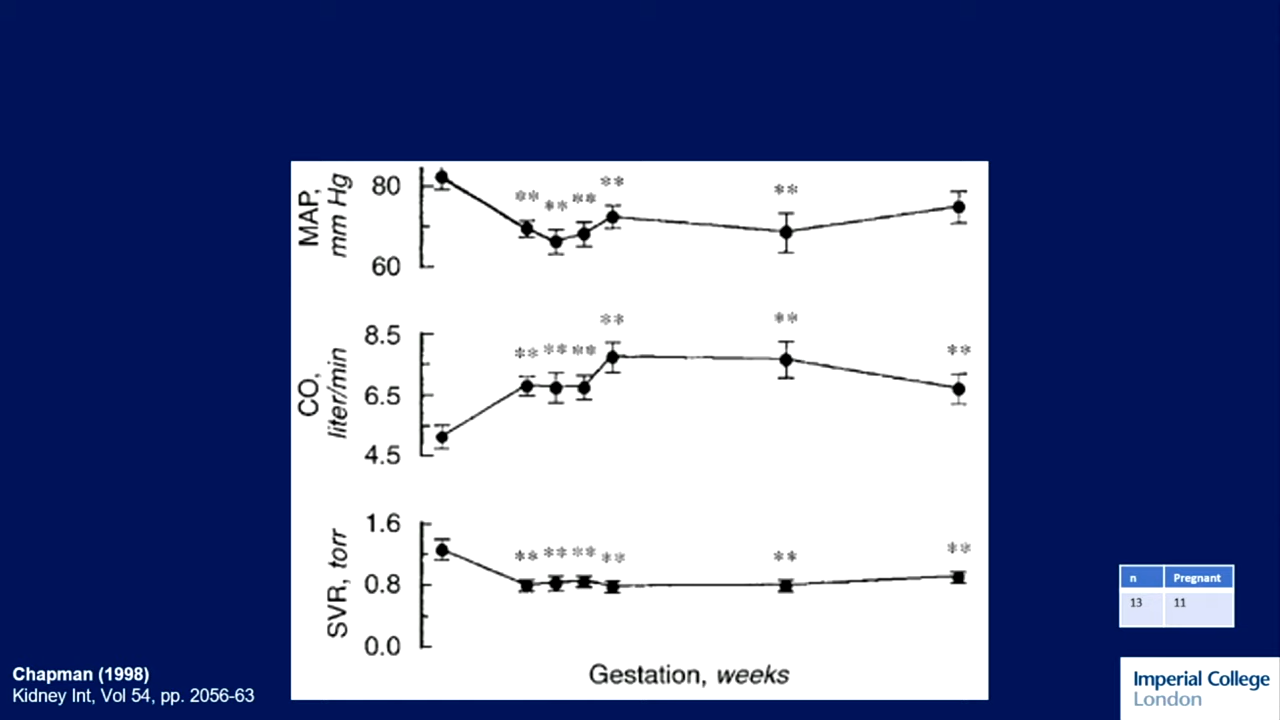 MAP,
mm Hg
80
60
** ** ** ** **
CO,
liter/min
8.5
6.5
4.5
** ** ** ** ** **
SVR, torr
1.6
0.8
0.0
** ** ** ** ** **
Gestation, weeks
n Pregnant
13 11
Chapman (1998)
Kidney Int, Vol 54, pp. 2056-63
Imperial College
London